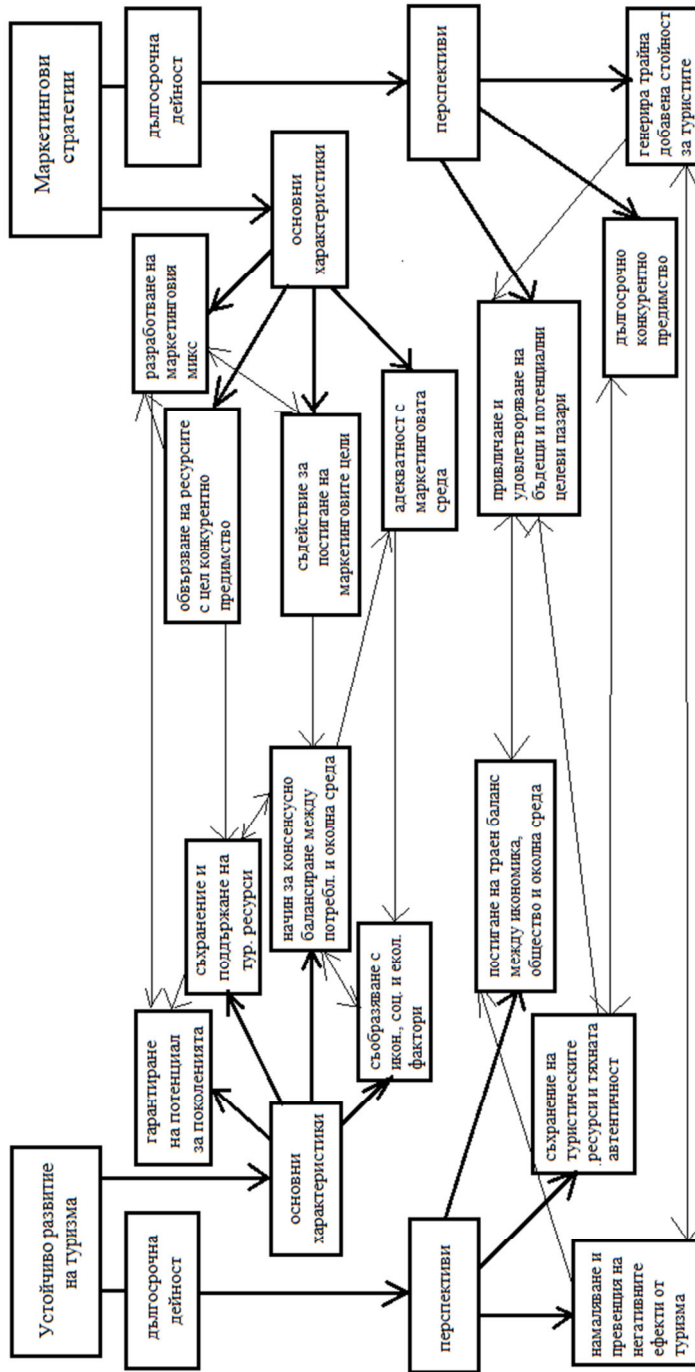 Устойчиво развитие
на туризма
дългосрочна
дейност
основни
характеристики
гарантиране
на потенциал
за поколенията
съхранение и
поддържане на
тур. ресурси
начин за консенсусно
балансиране между
потребл. и околна среда
съобразяване с
икон., соц. и екол.
фактори
перспективи
постигане на траен баланс
между икономика,
общество и околна среда
съхранение на
туристическите
ресурси и тяхната
автентичност
намаляване и
превенция на
негативните
ефекти от
туризма
Маркетингови
стратегии
дългосрочна
дейност
основни
характеристики
разработване на
маркетинговия
микс
обвързване на ресурсите
с цел конкурентно
предимство
съдействие за
постигане на
маркетинговите цели
адекватност с
маркетинговата
среда
перспективи
привличане и
удовлетворяване на
бъдещи и потенциални
целеви пазари
дългосрочно
конкурентно
предимство
генерира трайна
добавена стойност
за туристите